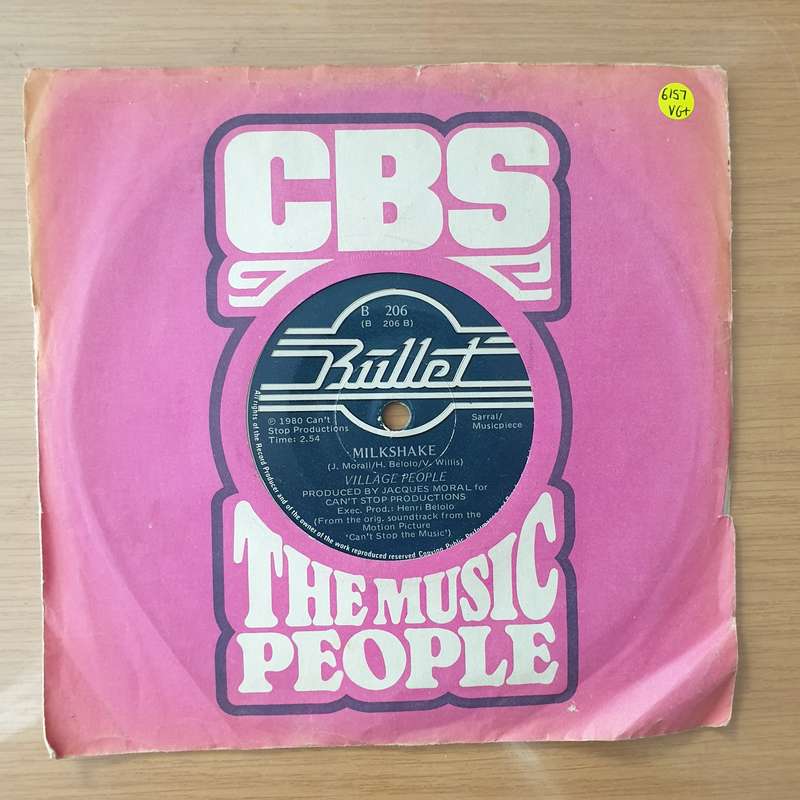 6157
VG+
CBS
B 206
(B 206 B)
Bullet
℗ 1980 Can't
Stop Productions
Time: 2.54
Sarral/
Musicpiece
MILKSHAKE
(J. Morali/H. Belolo/V. Willis)
VILLAGE PEOPLE
PRODUCED BY JACQUES MORAL for
CAN'T STOP PRODUCTIONS
Exec. Prod.: Henri Belolo
(From the orig. soundtrack from the
Motion Picture
'Can't Stop the Music')
All rights of the Record Producer and of the owner of the work reproduced reserved Copying Public
THE MUSIC
PEOPLE